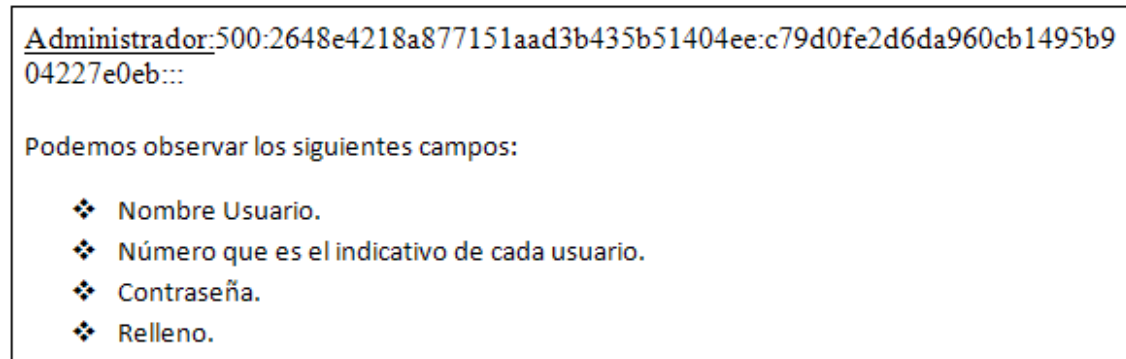 Administrador:500:2648e4218a877151aad3b435b51404ee:c79d0fe2d6da960cb1495b9
04227e0eb:::
Podemos observar los siguientes campos:
❖ Nombre Usuario.
❖ Número que es el indicativo de cada usuario.
❖ Contraseña.
❖ Relleno.